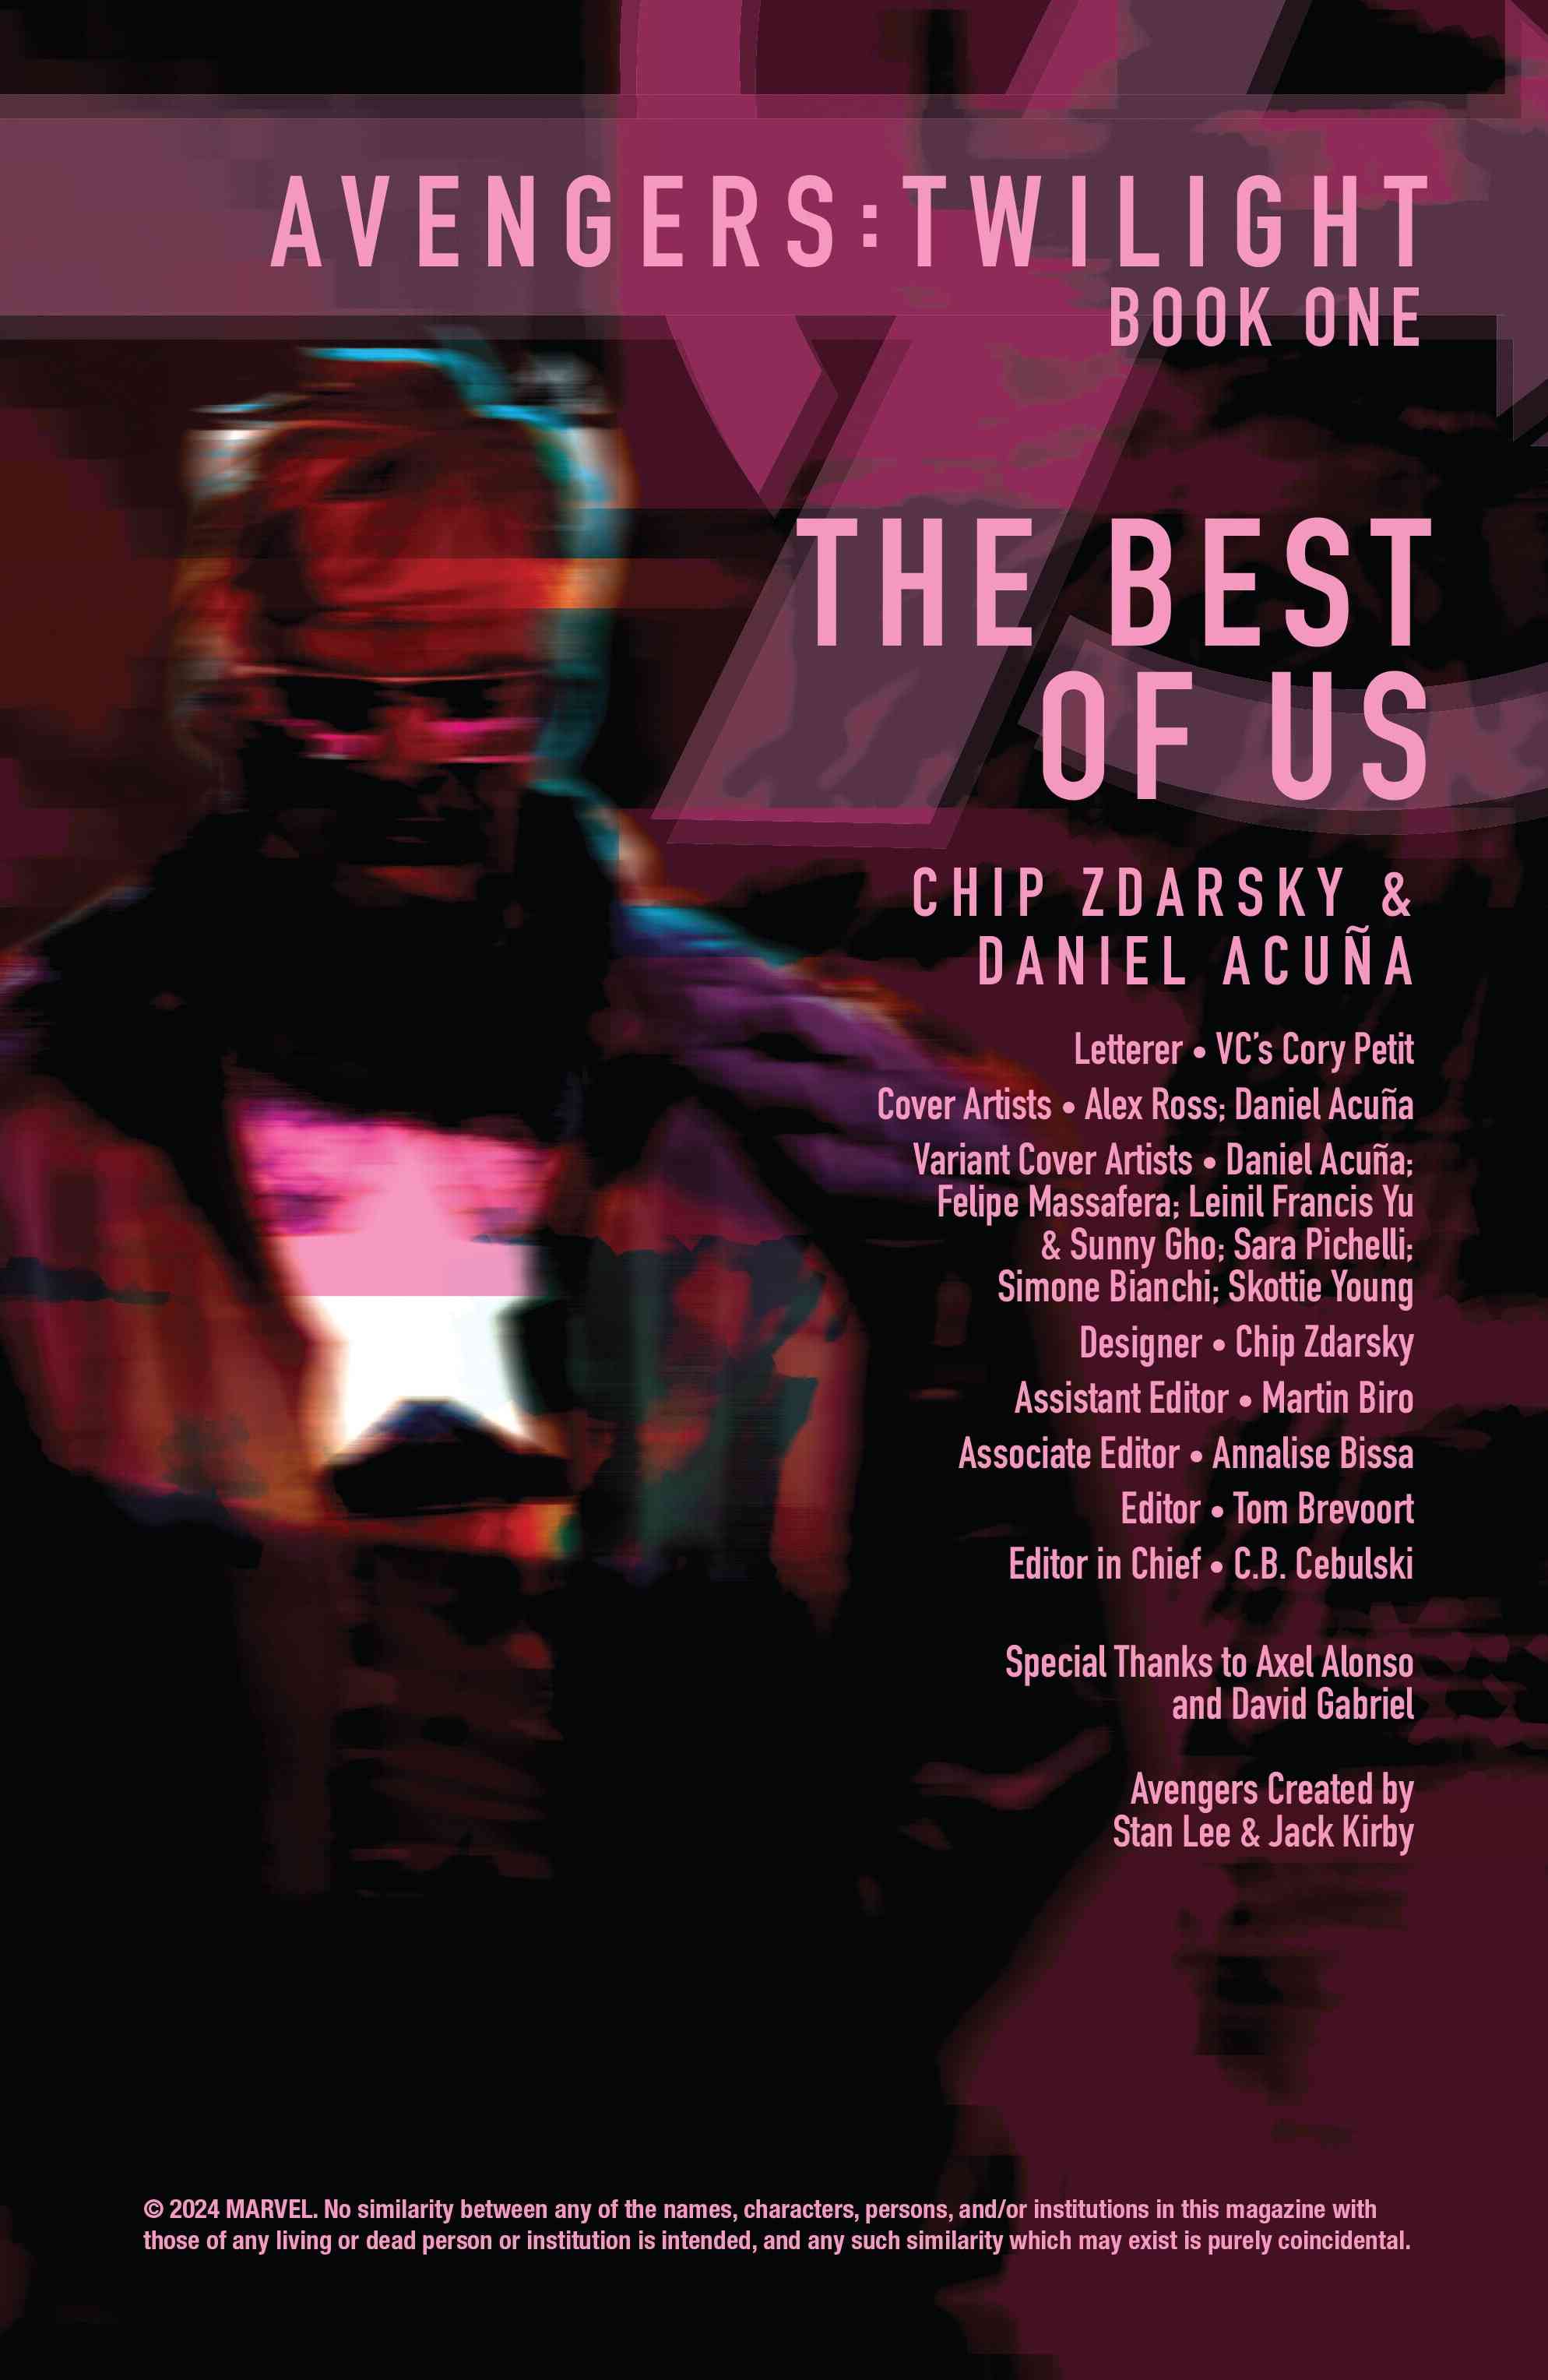 AVENGERS:TWILIGHT
BOOK ONE
THE BEST
OF US
CHIP ZDARSKY &
DANIEL ACUÑA
Letterer • VC's Cory Petit
Cover Artists • Alex Ross; Daniel Acuña
Variant Cover Artists • Daniel Acuña;
Felipe Massafera; Leinil Francis Yu
& Sunny Gho; Sara Pichelli;
Simone Bianchi; Skottie Young
Designer • Chip Zdarsky
Assistant Editor • Martin Biro
Associate Editor • Annalise Bissa
Editor • Tom Brevoort
Editor in Chief • C.B. Cebulski
Special Thanks to Axel Alonso
and David Gabriel
Avengers Created by
Stan Lee & Jack Kirby
© 2024 MARVEL. No similarity between any of the names, characters, persons, and/or institutions in this magazine with
those of any living or dead person or institution is intended, and any such similarity which may exist is purely coincidental.